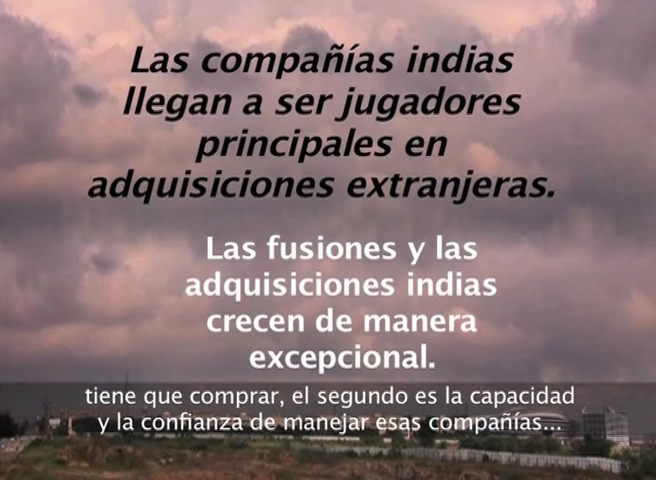 Las compañías indias
llegan a ser jugadores
principales en
adquisiciones extranjeras.
Las fusiones y las
adquisiciones indias
crecen de manera
excepcional.
tiene que comprar, el segundo es la capacidad
y la confianza de manejar esas compañías...